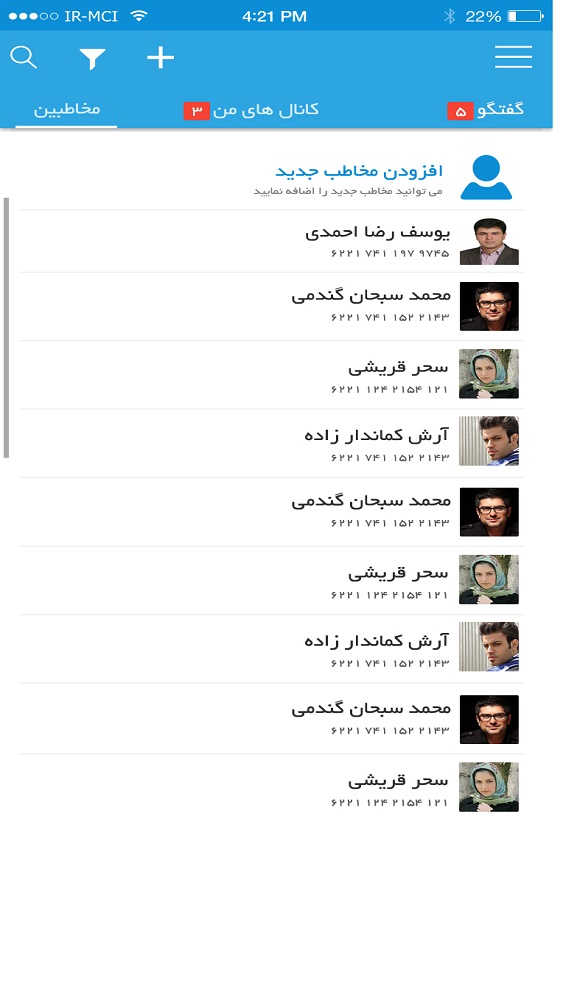 IR-MCI 4:21 PM 22%
گفتگو ۵ کانال های من ۳ مخاطبین
افزودن مخاطب جدید
می توانید مخاطب جدید را اضافه نمایید
یوسف رضا احمدی
۶۲۲۱ ۷۴۱ ۱۹۷ ۹۷۴۵
محمد سبحان گندمی
۶۲۲۱ ۷۴۱ ۱۵۲ ۲۱۴۳
سحر قریشی
۶۲۲۱ ۱۲۴ ۲۱۵۴ ۱۲۱
آرش کماندار زاده
۶۲۲۱ ۷۴۱ ۱۵۲ ۲۱۴۳
محمد سبحان گندمی
۶۲۲۱ ۷۴۱ ۱۵۲ ۲۱۴۳
سحر قریشی
۶۲۲۱ ۱۲۴ ۲۱۵۴ ۱۲۱
آرش کماندار زاده
۶۲۲۱ ۷۴۱ ۱۵۲ ۲۱۴۳
محمد سبحان گندمی
۶۲۲۱ ۷۴۱ ۱۵۲ ۲۱۴۳
سحر قریشی
۶۲۲۱ ۱۲۴ ۲۱۵۴ ۱۲۱